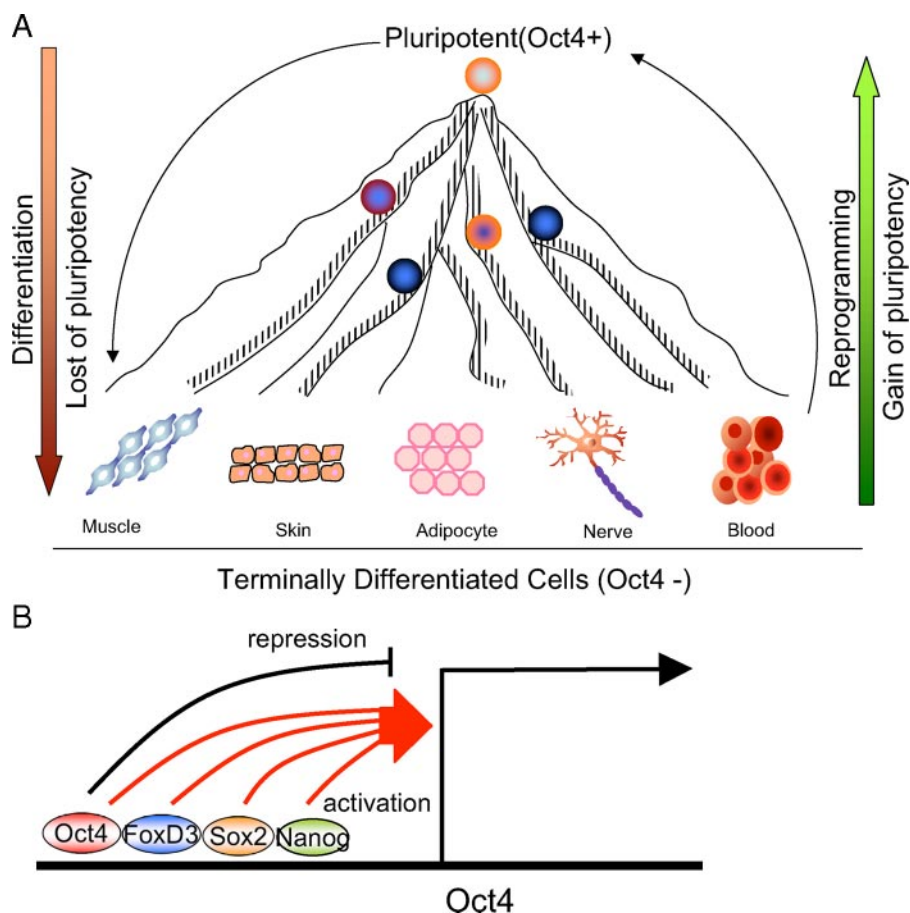 A
Pluripotent(Oct4+)
Differentiation
Lost of pluripotency
Reprogramming
Gain of pluripotency
Muscle
Skin
Adipocyte
Nerve
Blood
Terminally Differentiated Cells (Oct4 -)
B
repression
activation
Oct4
FoxD3
Sox2
Nanog
Oct4